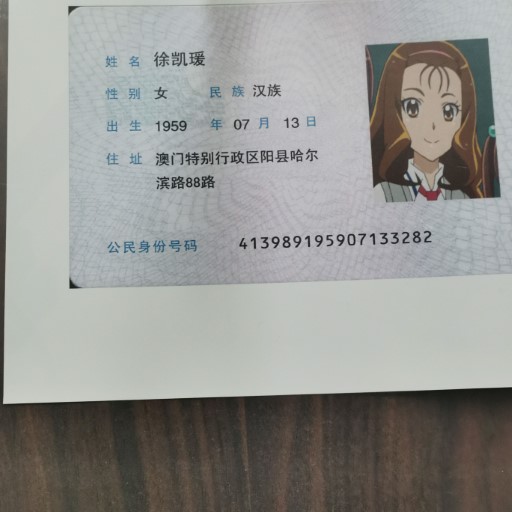 姓名 徐凯瑗
性别 女 民族 汉族
出生 1959 年 07 月 13 日
住址 澳门特别行政区阳县哈尔
滨路88路
公民身份号码 413989195907133282